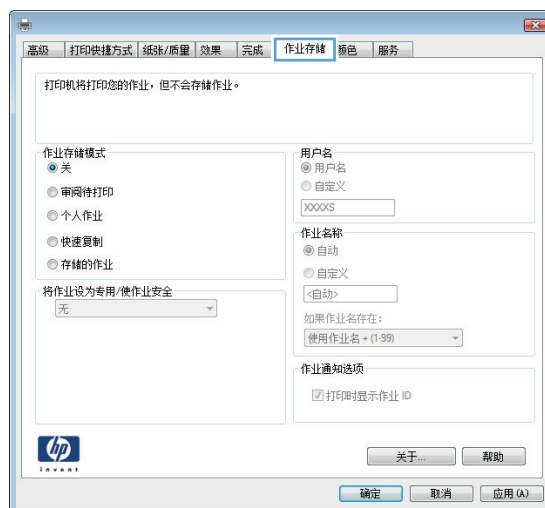 高级 打印快捷方式 纸张/质量 效果 完成 作业存储 颜色 服务
打印机将打印您的作业，但不会存储作业。
作业存储模式
关
审阅待打印
个人作业
快速复制
存储的作业
将作业设为专用/使作业安全
无
用户名
用户名
自定义
XXXXS
作业名称
自动
自定义
<自动>
如果作业名存在：
使用作业名 + (1-99)
作业通知选项
打印时显示作业 ID
hp
invent
关于... 帮助
确定 取消 应用 (A)